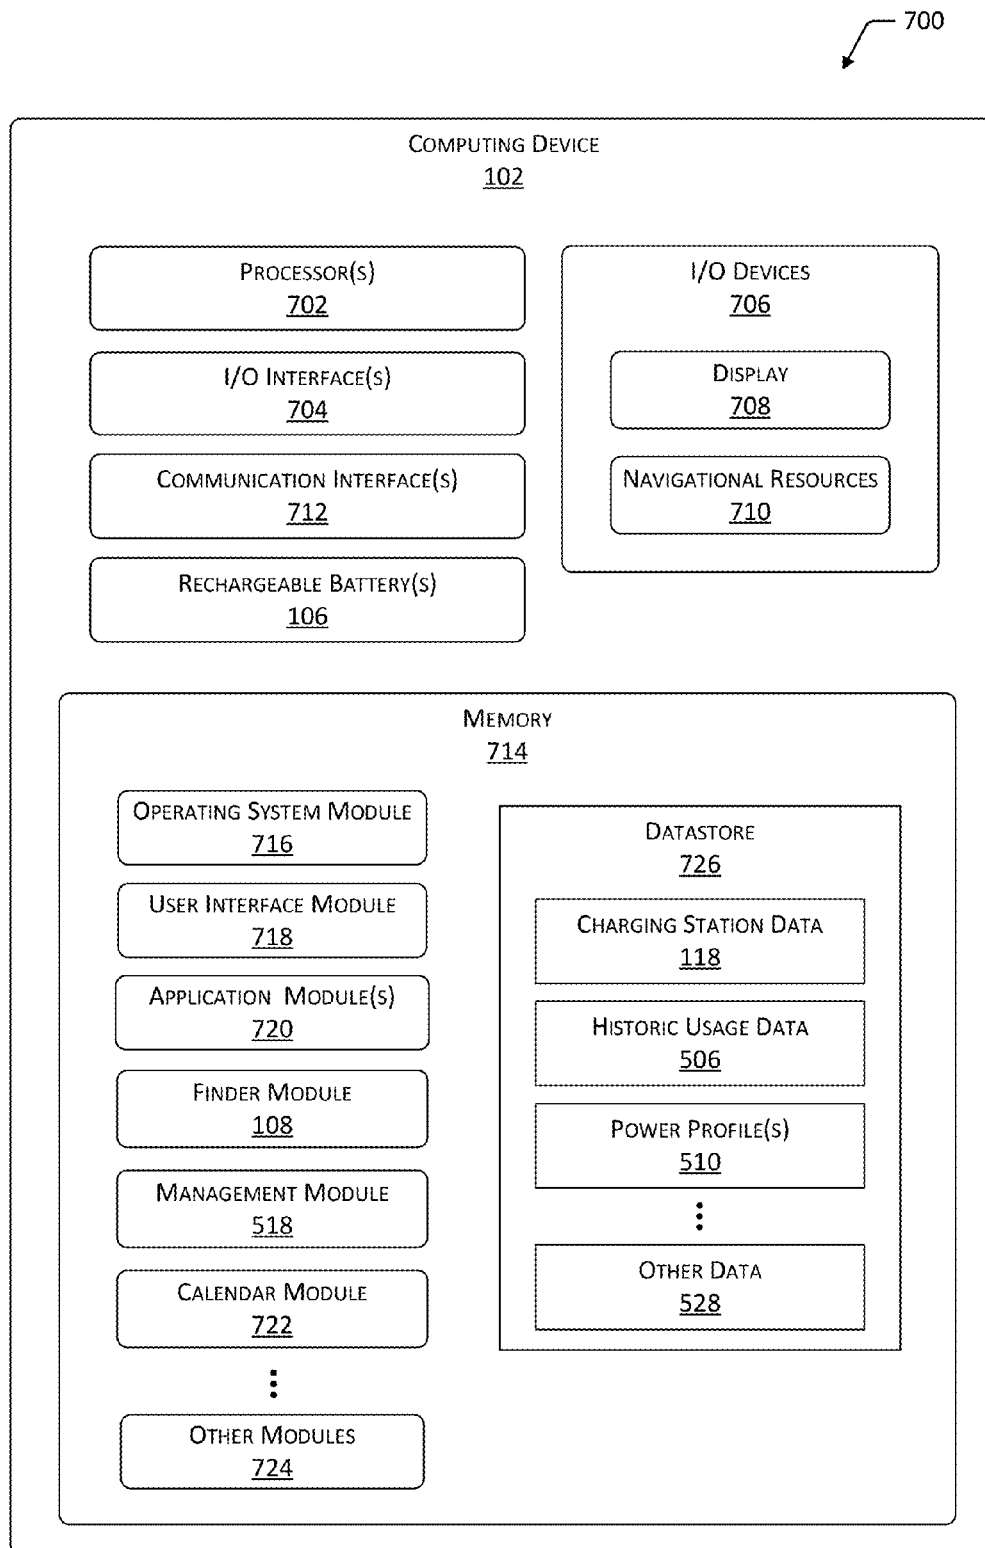 700
Computing Device
102
Processor(s)
702
I/O Interface(s)
704
Communication Interface(s)
712
Rechargeable Battery(s)
106
I/O Devices
706
Display
708
Navigational Resources
710
Memory
714
Operating System Module
716
User Interface Module
718
Application Module(s)
720
Finder Module
108
Management Module
518
Calendar Module
722
Other Modules
724
Datastore
726
Charging Station Data
118
Historic Usage Data
506
Power Profile(s)
510
Other Data
528